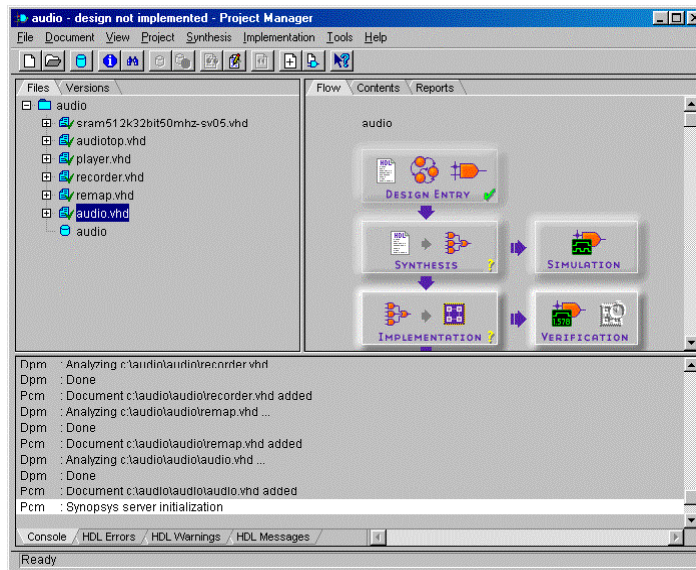 audio - design not implemented - Project Manager
File Document View Project Synthesis Implementation Tools Help
Files Versions
audio
sram512k32bit50mhz-sv05.vhd
audiotop.vhd
player.vhd
recorder.vhd
remap.vhd
audio.vhd
audio
Flow Contents Reports
audio
HDL
DESIGN ENTRY
HDL
SYNTHESIS ?
SIMULATION
IMPLEMENTATION ?
VERIFICATION
Dpm : Analyzing c:\audio\audio\recorder.vhd
Dpm : Done
Pcm : Document c:\audio\audio\recorder.vhd added
Dpm : Analyzing c:\audio\audio\remap.vhd ...
Dpm : Done
Pcm : Document c:\audio\audio\remap.vhd added
Dpm : Analyzing c:\audio\audio\audio.vhd ...
Dpm : Done
Pcm : Document c:\audio\audio\audio.vhd added
Pcm : Synopsys server initialization
Console HDL Errors HDL Warnings HDL Messages
Ready